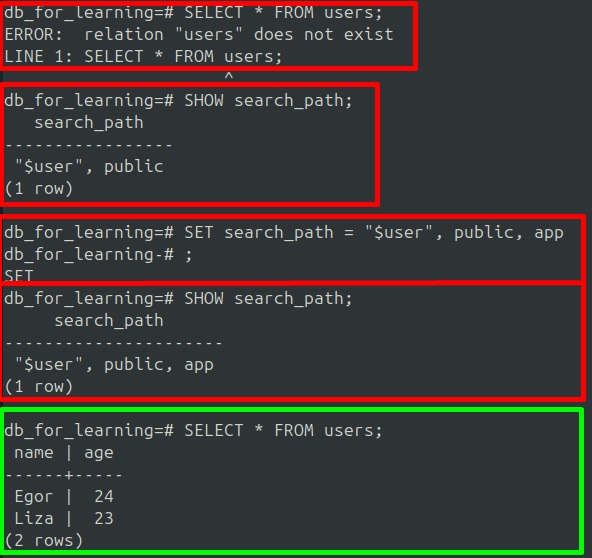 db_for_learning=# SELECT * FROM users;
ERROR:  relation "users" does not exist
LINE 1: SELECT * FROM users;
                      ^
db_for_learning=# SHOW search_path;
   search_path
-----------------
 "$user", public
(1 row)
db_for_learning=# SET search_path = "$user", public, app
db_for_learning-# ;
SET
db_for_learning=# SHOW search_path;
     search_path
----------------------
 "$user", public, app
(1 row)
db_for_learning=# SELECT * FROM users;
 name | age
------+-----
 Egor |  24
 Liza |  23
(2 rows)